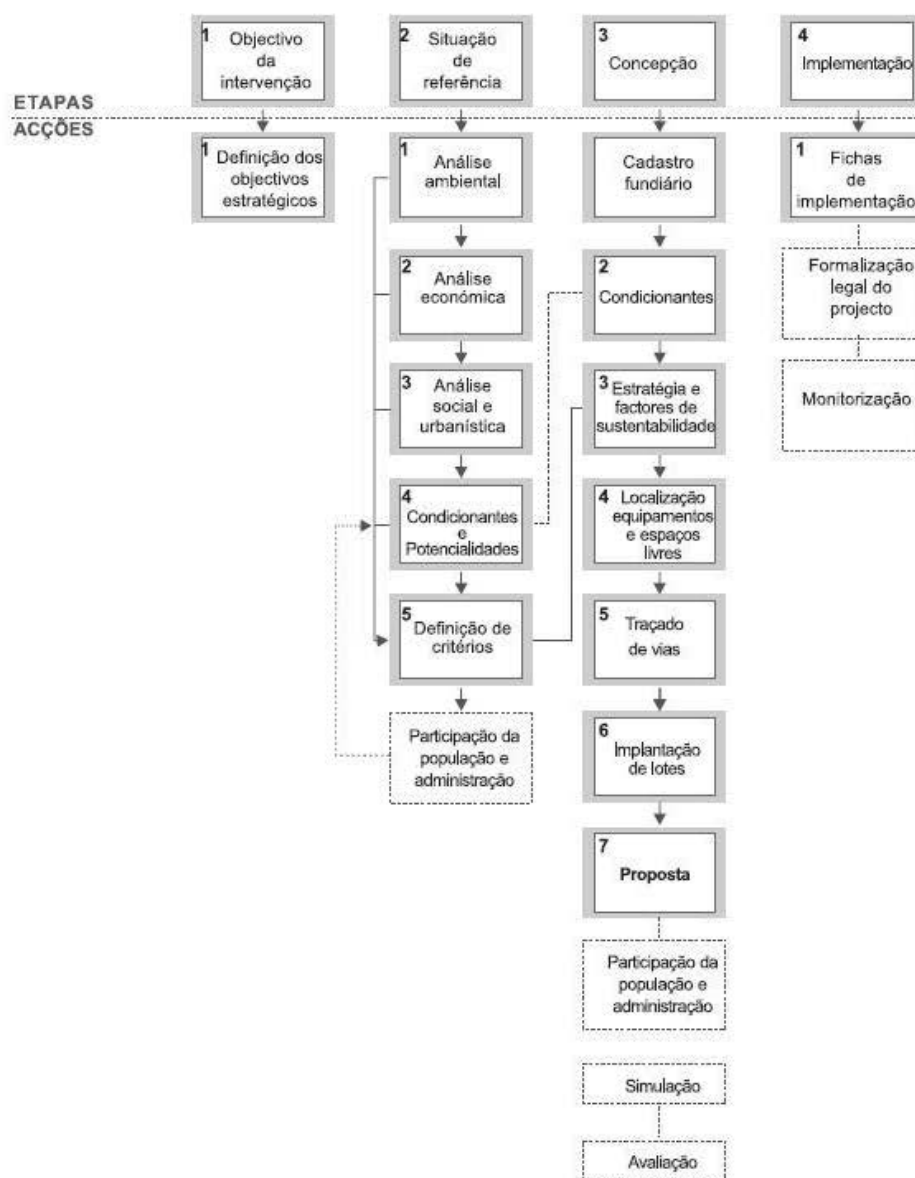 1 Objectivo
da
intervenção
2 Situação
de
referência
3
Concepção
4
Implementação
ETAPAS
ACÇÕES
1 Definição dos
objectivos
estratégicos
1
Análise
ambiental
2
Análise
económica
3
Análise
social e
urbanística
4
Condicionantes
e
Potencialidades
5
Definição de
critérios
Participação da
população e
administração
Cadastro
fundiário
2
Condicionantes
3
Estratégia e
factores de
sustentabilidade
4 Localização
equipamentos
e espaços
livres
5
Traçado
de vias
6
Implantação
de lotes
7
Proposta
Participação da
população e
administração
Simulação
Avaliação
1
Fichas
de
implementação
Formalização
legal do
projecto
Monitorização